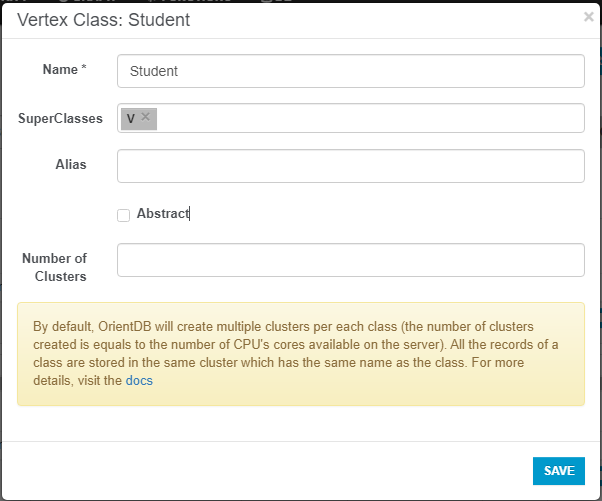 Vertex Class: Student ×
Name * Student
SuperClasses V ×
Alias
Abstract
Number of
Clusters
By default, OrientDB will create multiple clusters per each class (the number of clusters
created is equals to the number of CPU's cores available on the server). All the records of a
class are stored in the same cluster which has the same name as the class. For more
details, visit the docs
SAVE